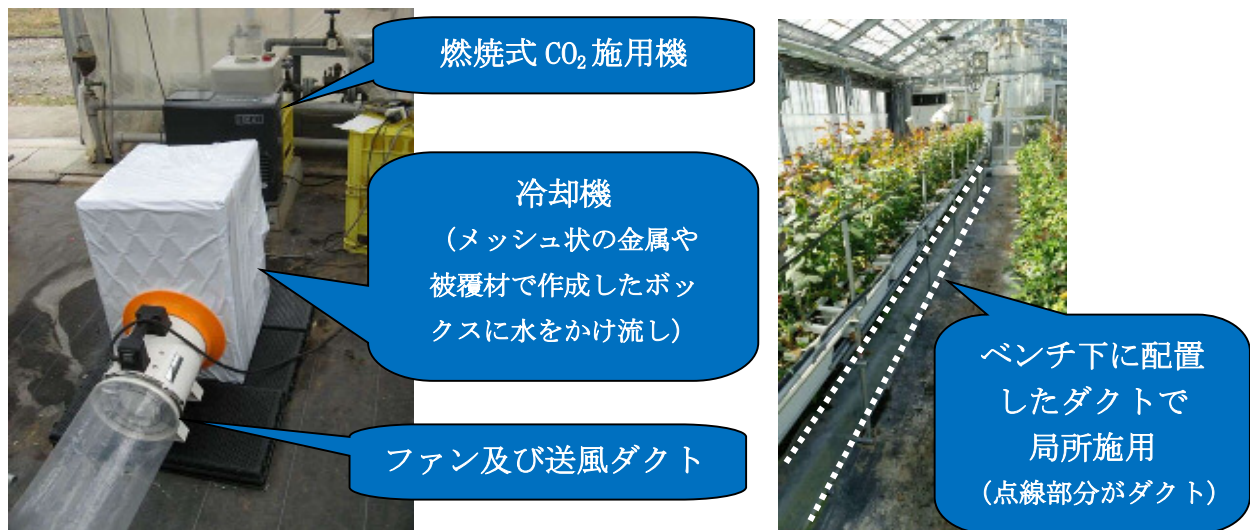 燃焼式 CO₂ 施用機
冷却機
（メッシュ状の金属や
被覆材で作成したボッ
クスに水をかけ流し）
ファン及び送風ダクト
ベンチ下に配置
したダクトで
局所施用
（点線部分がダクト）